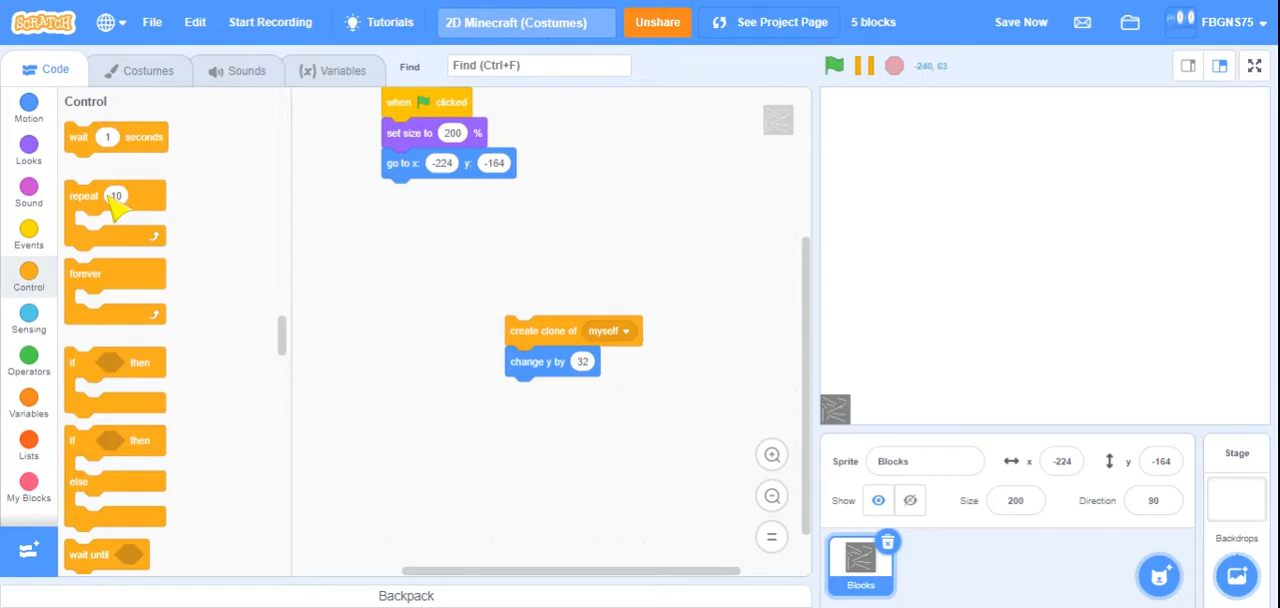 SCRATCH File Edit Start Recording Tutorials 2D Minecraft (Costumes) Unshare See Project Page 5 blocks Save Now FBGNS75
Code Costumes Sounds (x) Variables Find Find (Ctrl+F) -240, 63
Motion
Looks
Sound
Events
Control
Sensing
Operators
Variables
Lists
My Blocks
Control
wait 1 seconds
repeat 10
forever
if then
if then
else
wait until
when clicked
set size to 200 %
go to x: -224 y: -164
create clone of myself
change y by 32
Sprite Blocks x -224 y -164
Show Size 200 Direction 90
Blocks
Stage
Backdrops
Backpack